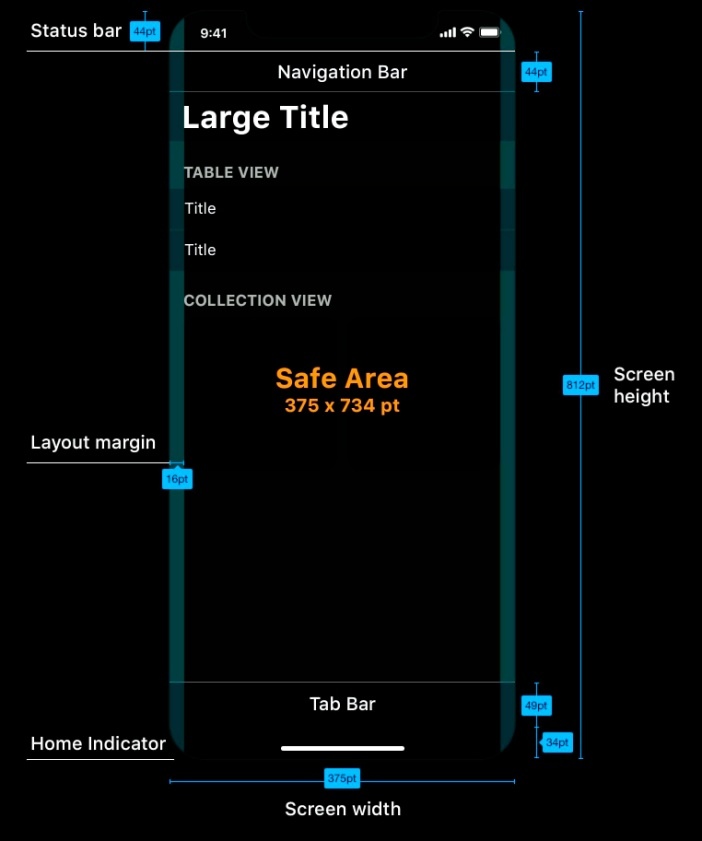 Status bar
44pt
9:41
Navigation Bar
44pt
Large Title
TABLE VIEW
Title
Title
COLLECTION VIEW
Safe Area
375 x 734 pt
812pt
Screen
height
Layout margin
16pt
Tab Bar
49pt
Home Indicator
34pt
375pt
Screen width